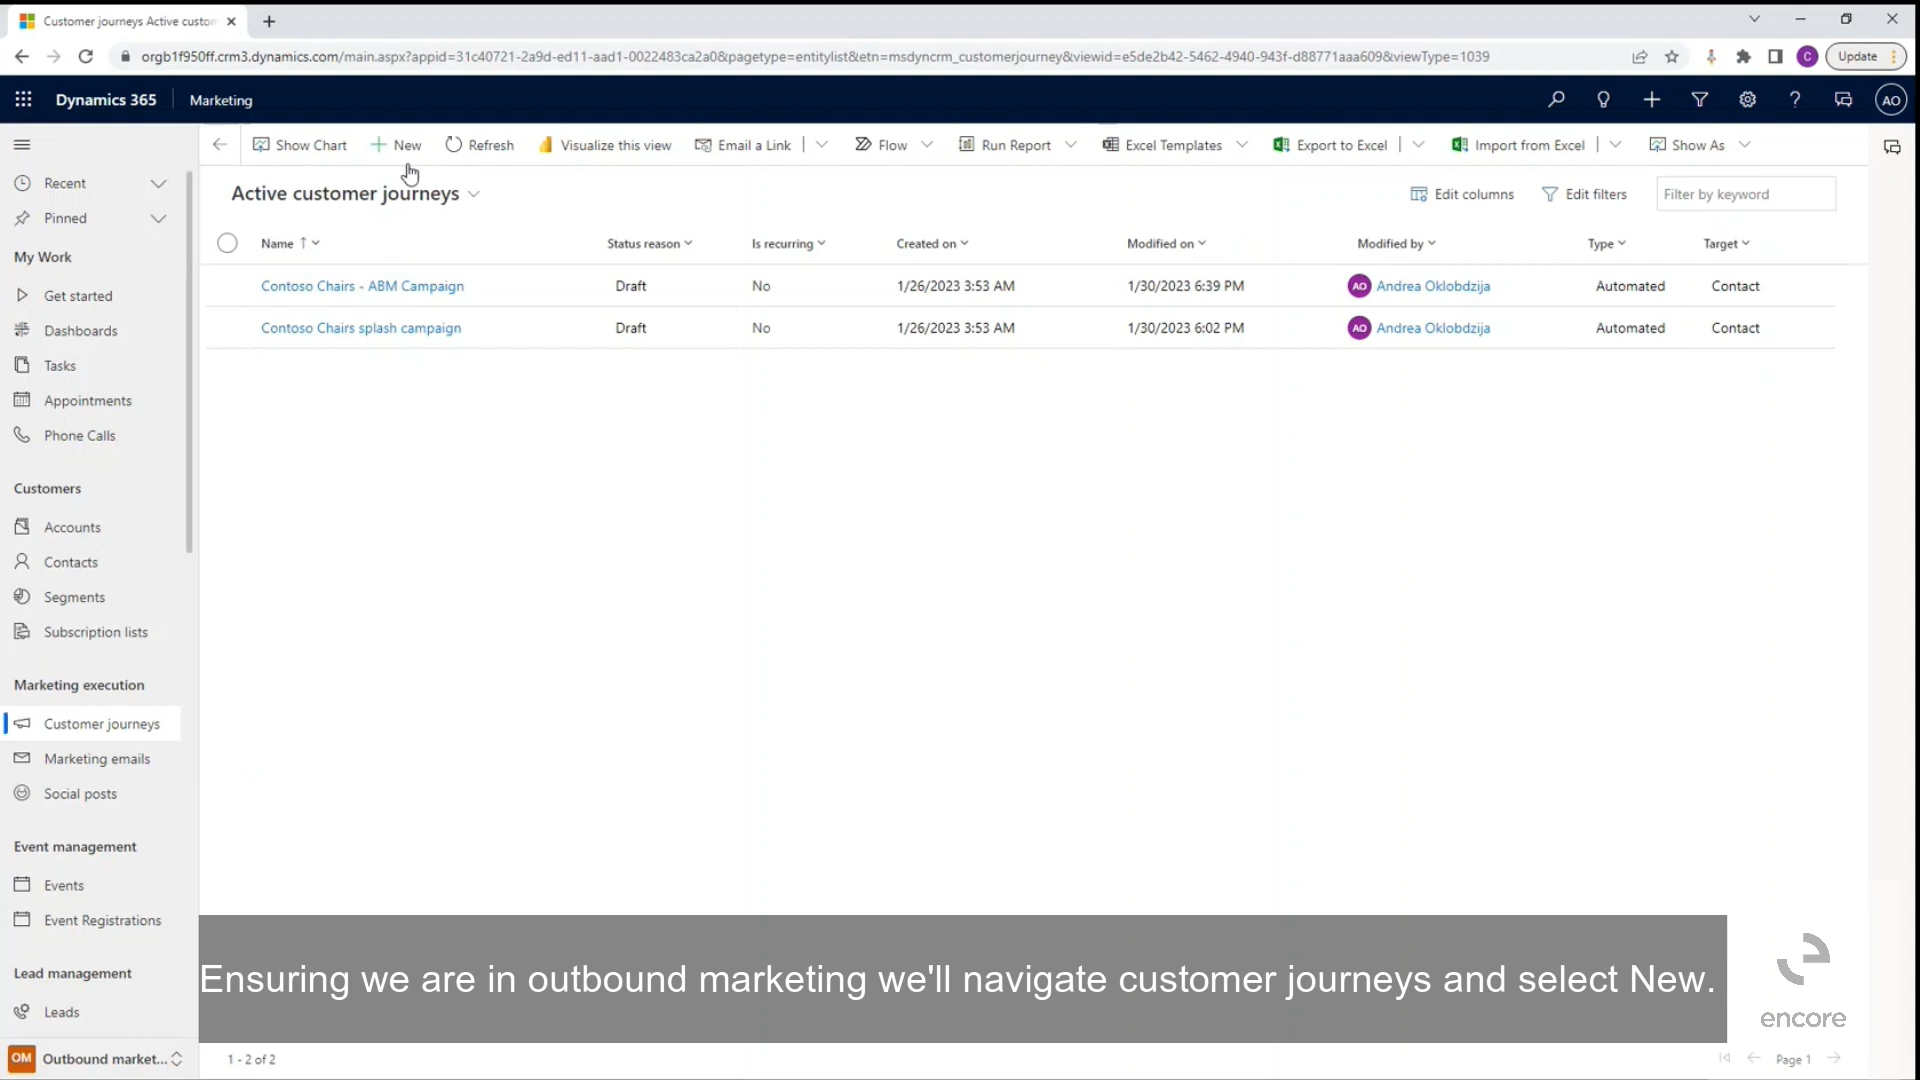 Customer journeys Active custon
orgb1f950ff.crm3.dynamics.com/main.aspx?appid=31c40721-2a9d-ed11-aad1-0022483ca2a0&pagetype=entitylist&etn=msdyncrm_customerjourney&viewid=e5de2b42-5462-4940-943f-d88771aaa609&viewType=1039
C
Update
Dynamics 365
Marketing
AO
Show Chart
New
Refresh
Visualize this view
Email a Link
Flow
Run Report
Excel Templates
Export to Excel
Import from Excel
Show As
Recent
Pinned
My Work
Get started
Dashboards
Tasks
Appointments
Phone Calls
Customers
Accounts
Contacts
Segments
Subscription lists
Marketing execution
Customer journeys
Marketing emails
Social posts
Event management
Events
Event Registrations
Lead management
Leads
OM Outbound market...
Active customer journeys
Edit columns
Edit filters
Filter by keyword
Name ↑ Status reason Is recurring Created on Modified on Modified by Type Target
Contoso Chairs - ABM Campaign Draft No 1/26/2023 3:53 AM 1/30/2023 6:39 PM AO Andrea Oklobdzija Automated Contact
Contoso Chairs splash campaign Draft No 1/26/2023 3:53 AM 1/30/2023 6:02 PM AO Andrea Oklobdzija Automated Contact
Ensuring we are in outbound marketing we'll navigate customer journeys and select New.
encore
1 - 2 of 2
Page 1